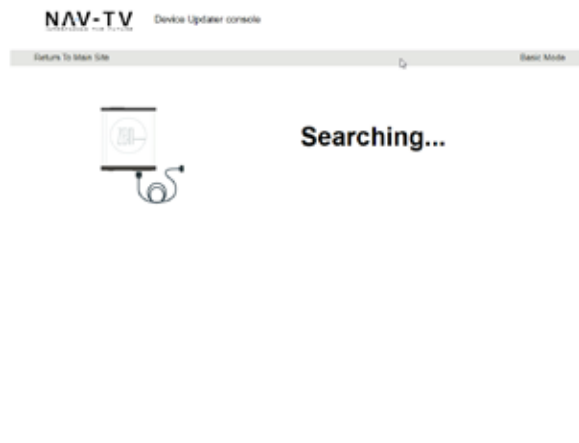 NAV-TV
Device Updater console
Return To Main Site
Basic Mode
Searching...